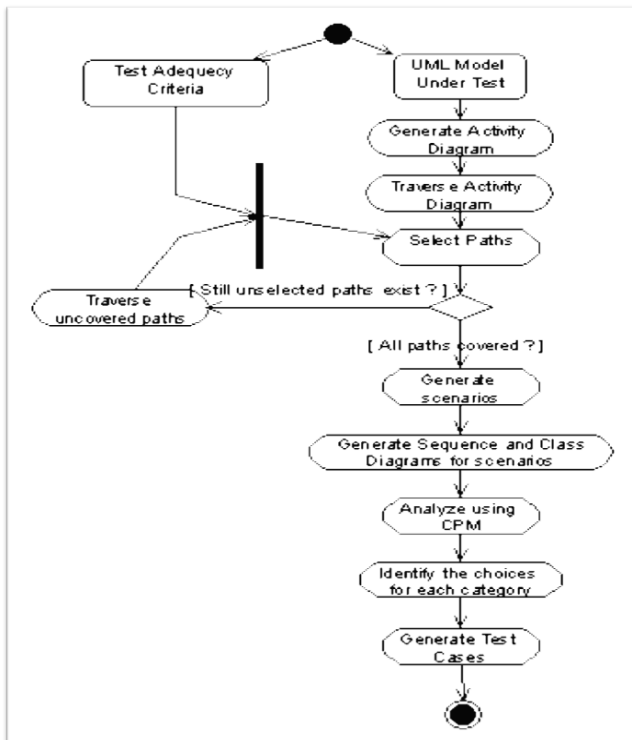 Test Adequecy
Criteria
UML Model
Under Test
Generate Activity
Diagram
Traverse Activity
Diagram
Select Paths
[ Still unselected paths exist ? ]
Traverse
uncovered paths
[ All paths covered ? ]
Generate
scenarios
Generate Sequence and Class
Diagrams for scenarios
Analyze using
CPM
Identify the choices
for each category
Generate Test
Cases